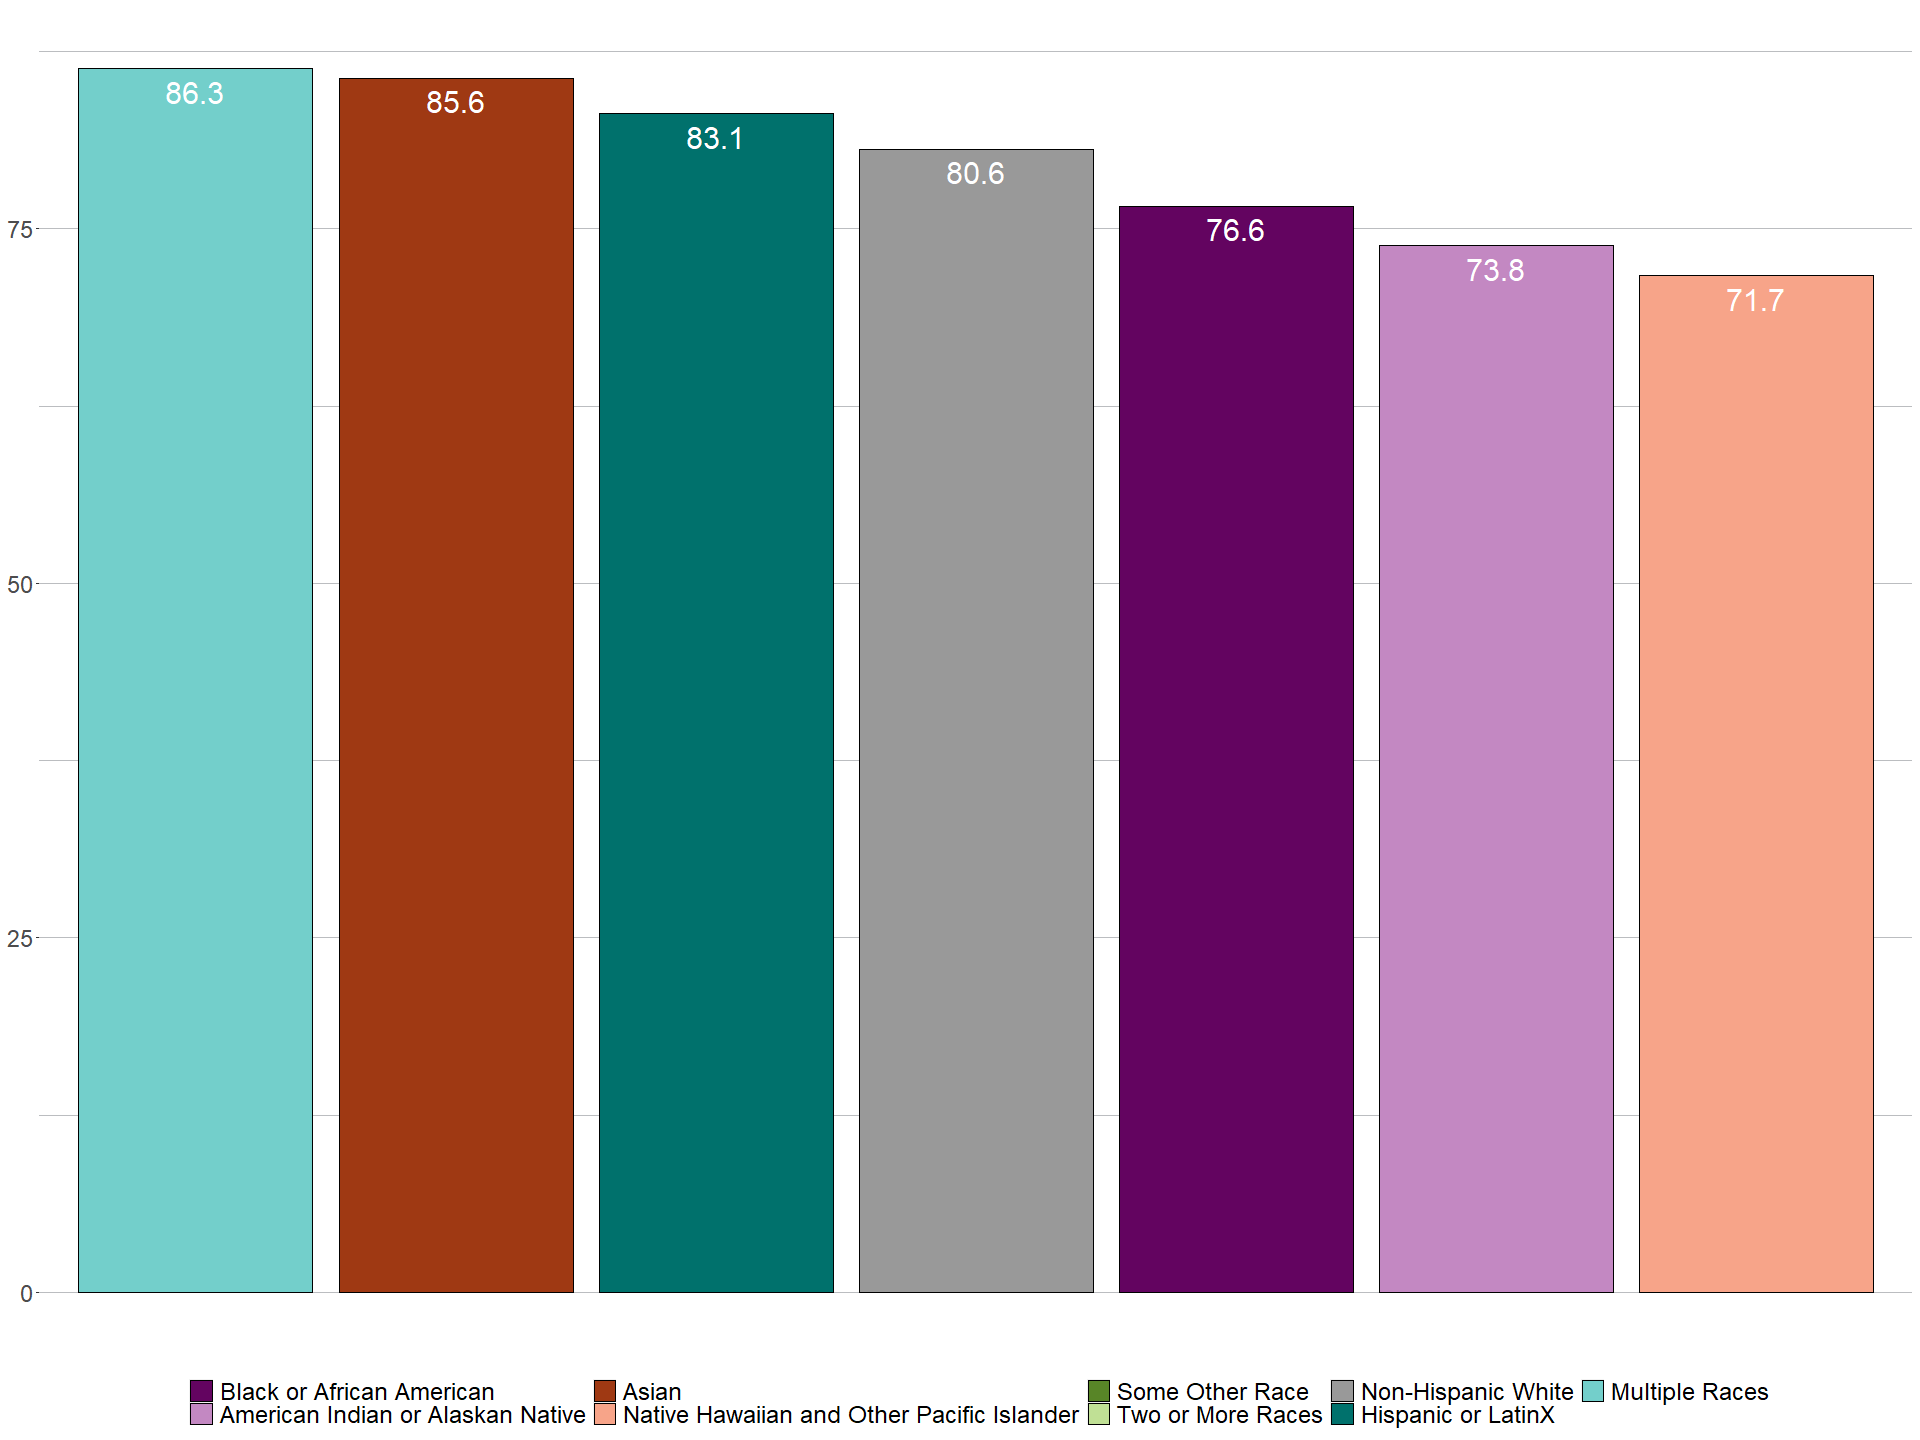 86.3
85.6
83.1
80.6
76.6
73.8
71.7
75
50
25
0
Black or African American
Asian
Some Other Race
Non-Hispanic White
Multiple Races
American Indian or Alaskan Native
Native Hawaiian and Other Pacific Islander
Two or More Races
Hispanic or LatinX